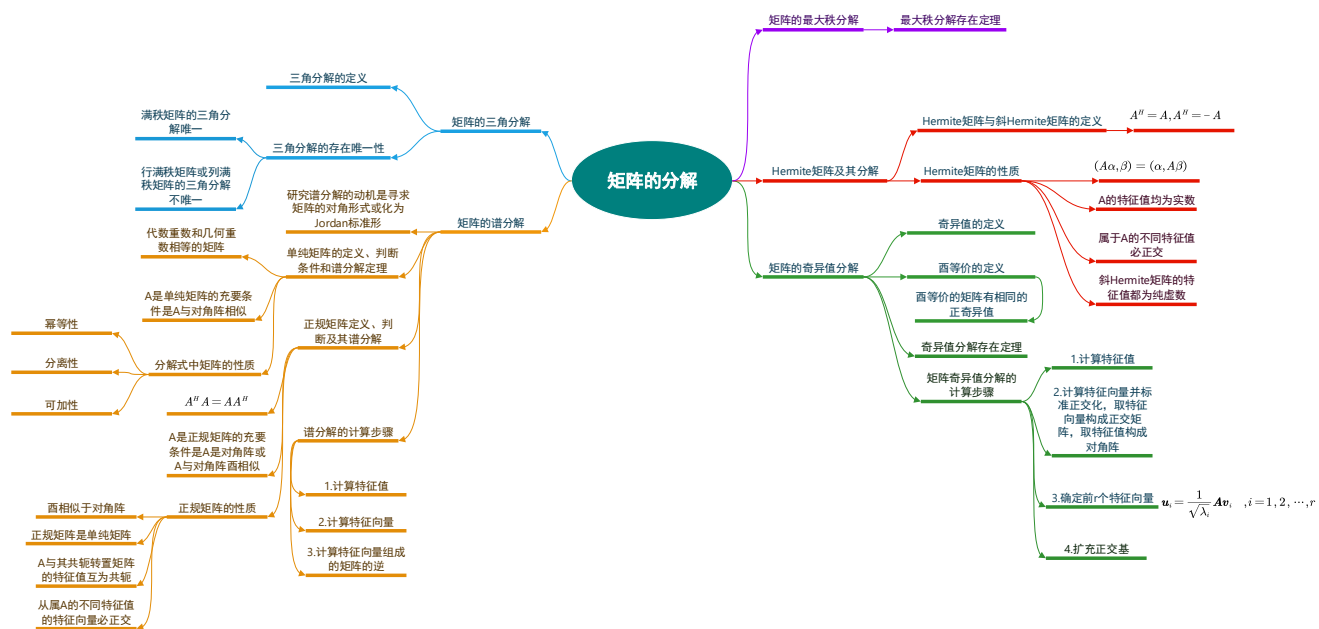 矩阵的分解
矩阵的三角分解
三角分解的定义
三角分解的存在唯一性
满秩矩阵的三角分
解唯一
行满秩矩阵或列满
秩矩阵的三角分解
不唯一
矩阵的谱分解
研究谱分解的动机是寻求
矩阵的对角形式或化为
Jordan标准形
单纯矩阵的定义、判断
条件和谱分解定理
代数重数和几何重
数相等的矩阵
A是单纯矩阵的充要条
件是A与对角阵相似
分解式中矩阵的性质
幂等性
分离性
可加性
正规矩阵定义、判
断及其谱分解
A^H A = AA^H
A是正规矩阵的充要
条件是A是对角阵或
A与对角阵酉相似
正规矩阵的性质
酉相似于对角阵
正规矩阵是单纯矩阵
A与其共轭转置矩阵
的特征值互为共轭
从属A的不同特征值
的特征向量必正交
谱分解的计算步骤
1.计算特征值
2.计算特征向量
3.计算特征向量组成
的矩阵的逆
矩阵的最大秩分解
最大秩分解存在定理
Hermite矩阵及其分解
Hermite矩阵与斜Hermite矩阵的定义
A^H = A, A^H = − A
Hermite矩阵的性质
(Aα, β) = (α, Aβ)
A的特征值均为实数
属于A的不同特征值
必正交
斜Hermite矩阵的特
征值都为纯虚数
矩阵的奇异值分解
奇异值的定义
酉等价的定义
酉等价的矩阵有相同的
正奇异值
奇异值分解存在定理
矩阵奇异值分解的
计算步骤
1.计算特征值
2.计算特征向量并标
准正交化，取特征
向量构成正交矩
阵，取特征值构成
对角阵
3.确定前r个特征向量 u_i = 1/√λ_i Av_i , i = 1, 2, ⋯, r
4.扩充正交基